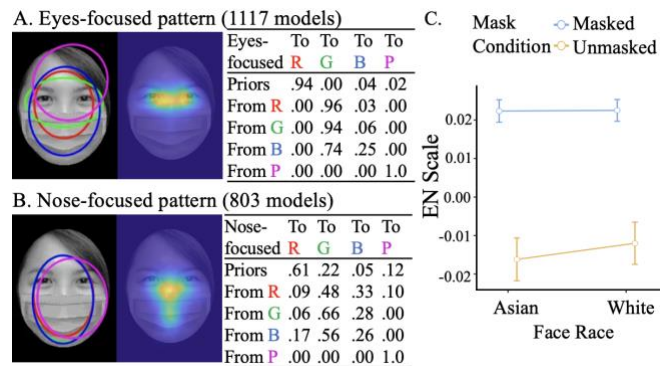 A. Eyes-focused pattern (1117 models)
Eyes- To To To To
focused R G B P
Priors .94 .00 .04 .02
From R .00 .96 .03 .00
From G .00 .94 .06 .00
From B .00 .74 .25 .00
From P .00 .00 .00 1.0
B. Nose-focused pattern (803 models)
Nose- To To To To
focused R G B P
Priors .61 .22 .05 .12
From R .09 .48 .33 .10
From G .06 .66 .28 .00
From B .17 .56 .26 .00
From P .00 .00 .00 1.0
C.
Mask Masked
Condition Unmasked
EN Scale
0.02
0.01
0.00
-0.01
-0.02
Asian White
Face Race